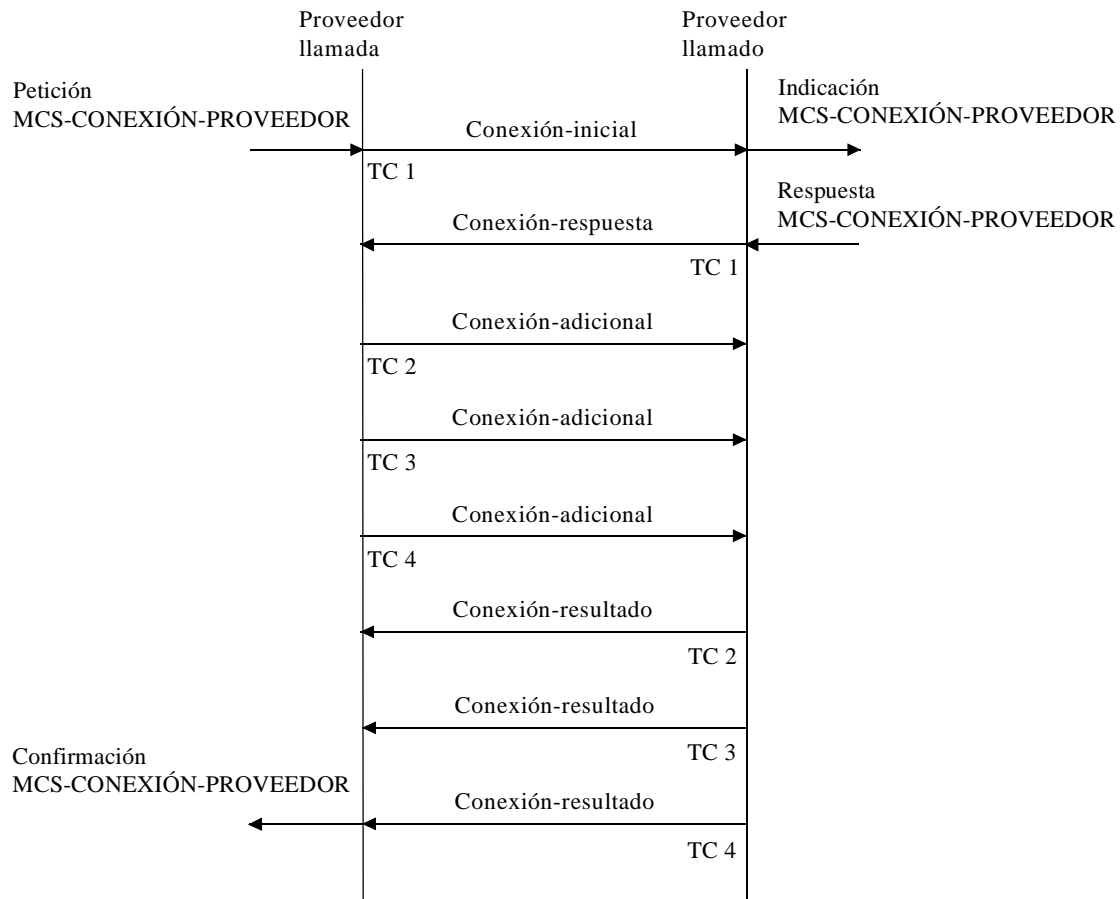 Proveedor
llamada
Proveedor
llamado
Petición
MCS-CONEXIÓN-PROVEEDOR
Indicación
MCS-CONEXIÓN-PROVEEDOR
Conexión-inicial
TC 1
Respuesta
MCS-CONEXIÓN-PROVEEDOR
Conexión-respuesta
TC 1
Conexión-adicional
TC 2
Conexión-adicional
TC 3
Conexión-adicional
TC 4
Conexión-resultado
TC 2
Conexión-resultado
TC 3
Confirmación
MCS-CONEXIÓN-PROVEEDOR
Conexión-resultado
TC 4